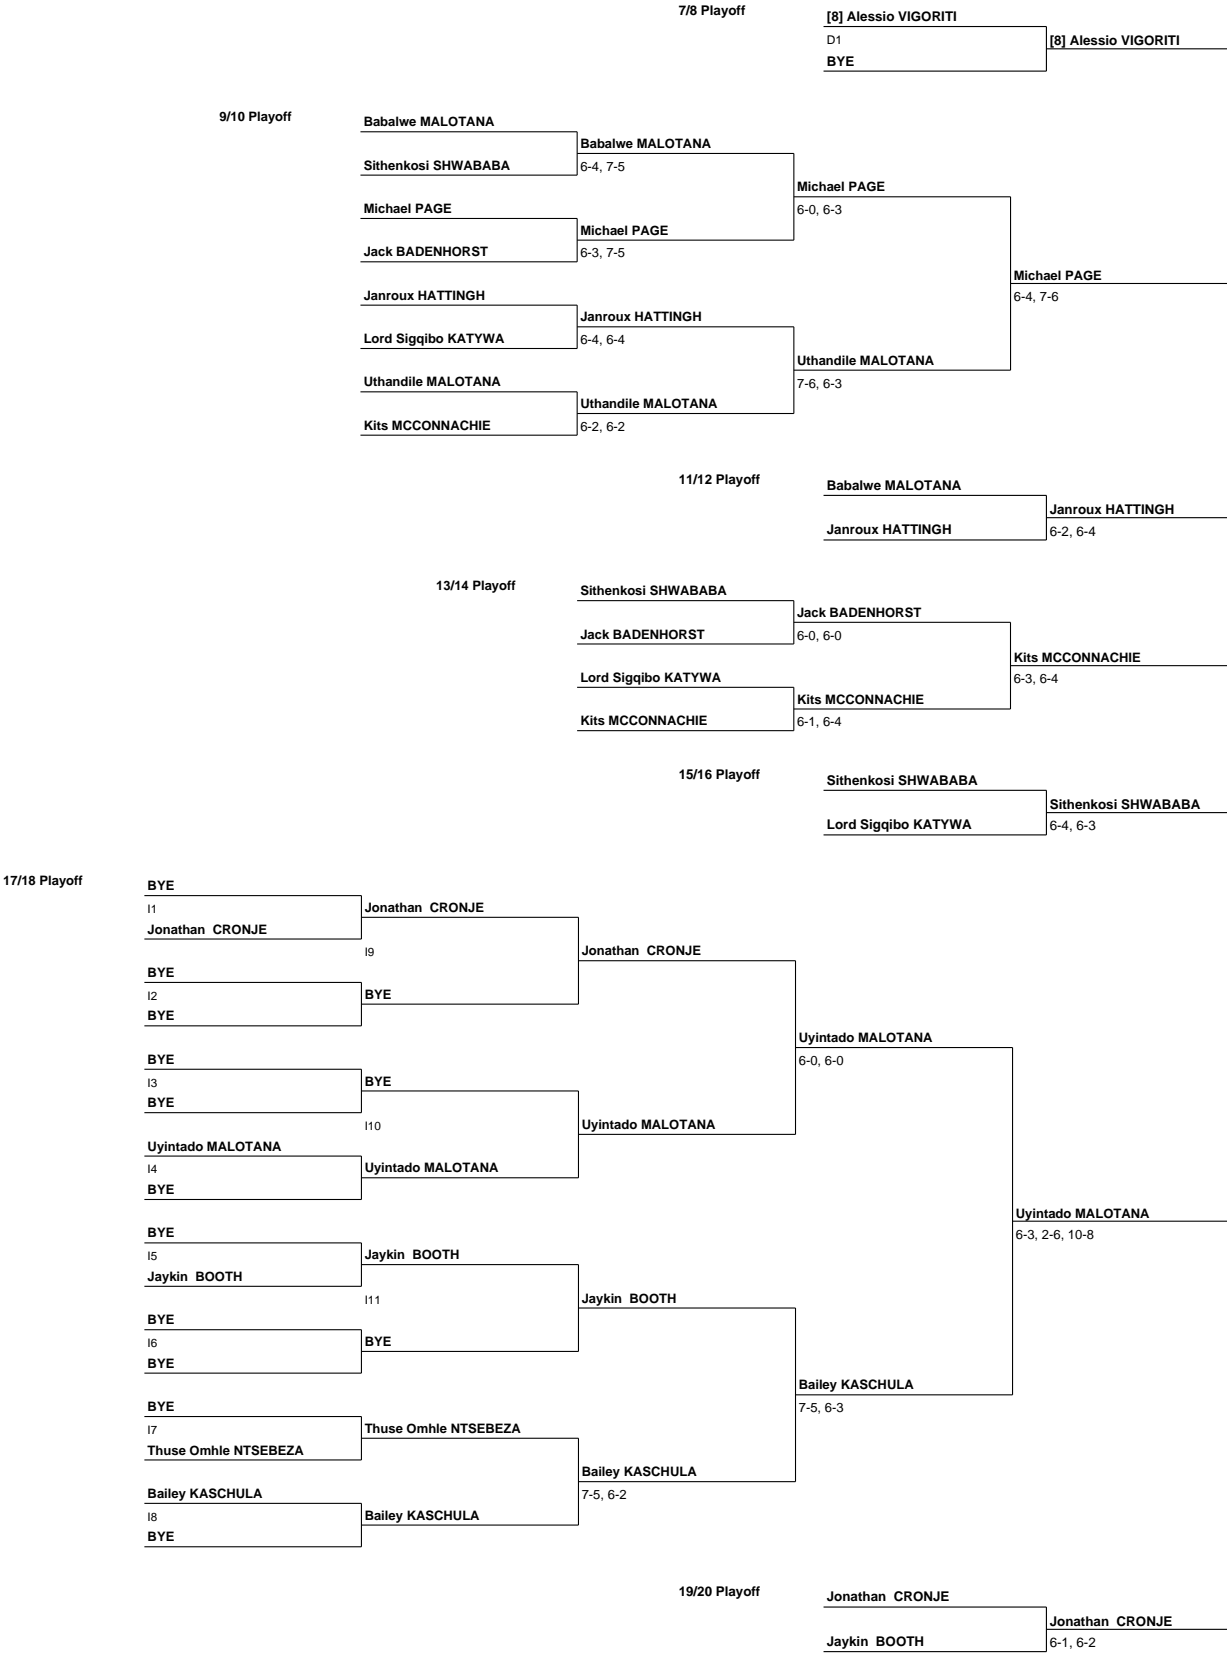 7/8 Playoff
[8] Alessio VIGORITI
D1
[8] Alessio VIGORITI
BYE
9/10 Playoff
Babalwe MALOTANA
Babalwe MALOTANA
Sithenkosi SHWABABA
6-4, 7-5
Michael PAGE
Michael PAGE
6-0, 6-3
Michael PAGE
Jack BADENHORST
6-3, 7-5
Michael PAGE
Janroux HATTINGH
6-4, 7-6
Janroux HATTINGH
Lord Sigqibo KATYWA
6-4, 6-4
Uthandile MALOTANA
Uthandile MALOTANA
7-6, 6-3
Uthandile MALOTANA
Kits MCCONNACHIE
6-2, 6-2
11/12 Playoff
Babalwe MALOTANA
Janroux HATTINGH
Janroux HATTINGH
6-2, 6-4
13/14 Playoff
Sithenkosi SHWABABA
Jack BADENHORST
Jack BADENHORST
6-0, 6-0
Kits MCCONNACHIE
Lord Sigqibo KATYWA
6-3, 6-4
Kits MCCONNACHIE
Kits MCCONNACHIE
6-1, 6-4
15/16 Playoff
Sithenkosi SHWABABA
Sithenkosi SHWABABA
Lord Sigqibo KATYWA
6-4, 6-3
17/18 Playoff
BYE
I1
Jonathan CRONJE
Jonathan CRONJE
I9
Jonathan CRONJE
BYE
I2
BYE
BYE
Uyintado MALOTANA
BYE
6-0, 6-0
I3
BYE
BYE
I10
Uyintado MALOTANA
Uyintado MALOTANA
I4
Uyintado MALOTANA
BYE
Uyintado MALOTANA
BYE
6-3, 2-6, 10-8
I5
Jaykin BOOTH
Jaykin BOOTH
I11
Jaykin BOOTH
BYE
I6
BYE
BYE
Bailey KASCHULA
BYE
7-5, 6-3
I7
Thuse Omhle NTSEBEZA
Thuse Omhle NTSEBEZA
Bailey KASCHULA
Bailey KASCHULA
7-5, 6-2
I8
Bailey KASCHULA
BYE
19/20 Playoff
Jonathan CRONJE
Jonathan CRONJE
Jaykin BOOTH
6-1, 6-2